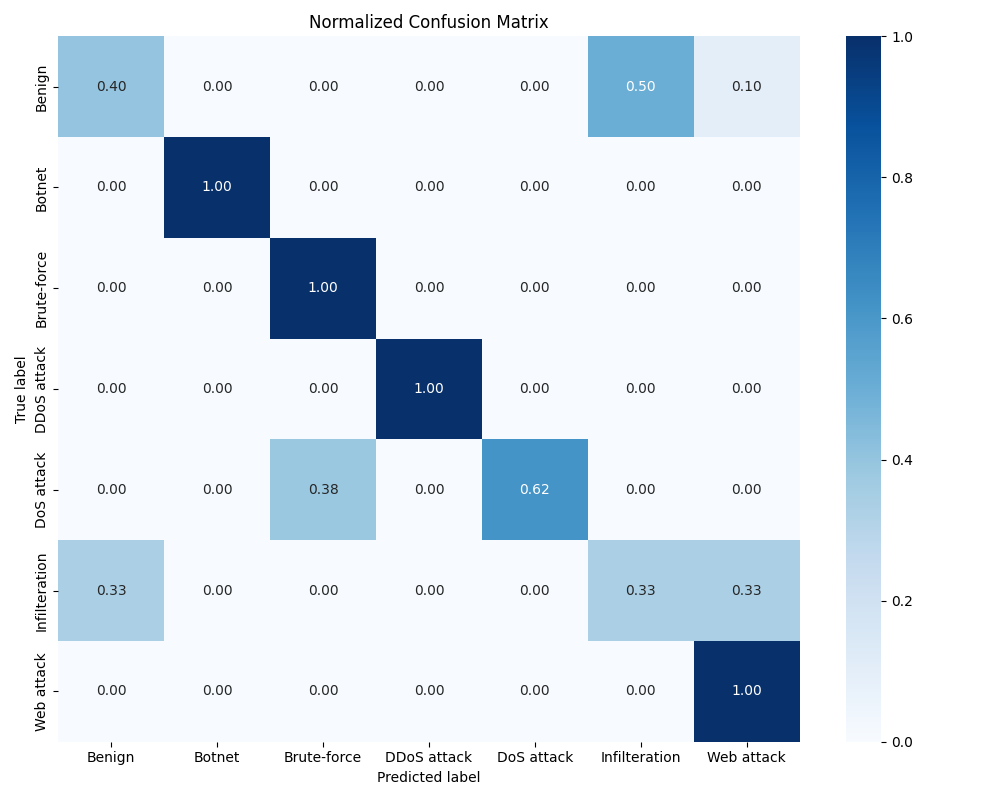 Normalized Confusion Matrix
Benign 0.40 0.00 0.00 0.00 0.00 0.50 0.10
Botnet 0.00 1.00 0.00 0.00 0.00 0.00 0.00
Brute-force 0.00 0.00 1.00 0.00 0.00 0.00 0.00
DDoS attack 0.00 0.00 0.00 1.00 0.00 0.00 0.00
DoS attack 0.00 0.00 0.38 0.00 0.62 0.00 0.00
Infilteration 0.33 0.00 0.00 0.00 0.00 0.33 0.33
Web attack 0.00 0.00 0.00 0.00 0.00 0.00 1.00
True label
Benign Botnet Brute-force DDoS attack DoS attack Infilteration Web attack
Predicted label
1.0
0.8
0.6
0.4
0.2
0.0